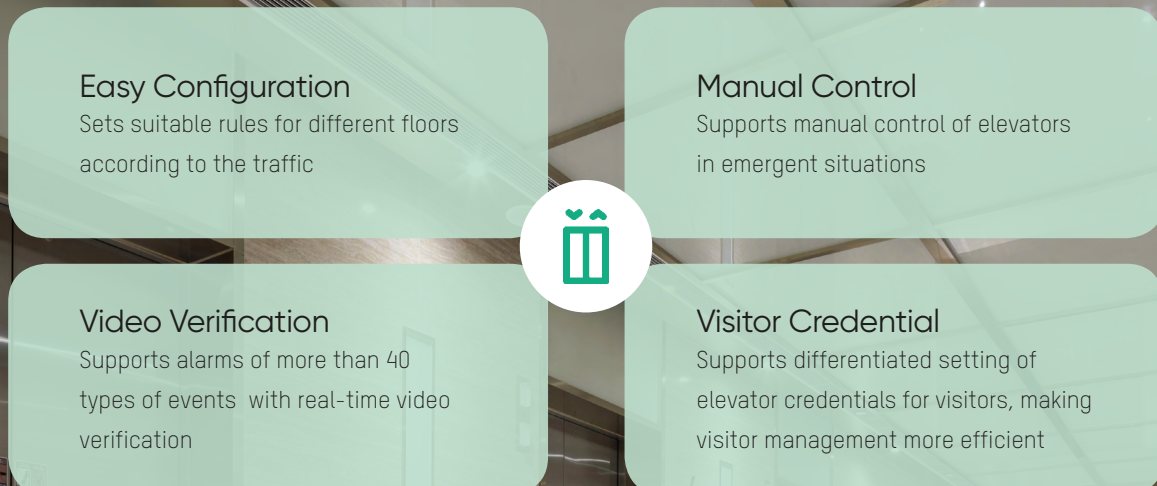 Easy Configuration
Sets suitable rules for different floors
according to the traffic
Manual Control
Supports manual control of elevators
in emergent situations
Video Verification
Supports alarms of more than 40
types of events  with real-time video
verification
Visitor Credential
Supports differentiated setting of
elevator credentials for visitors, making
visitor management more efficient